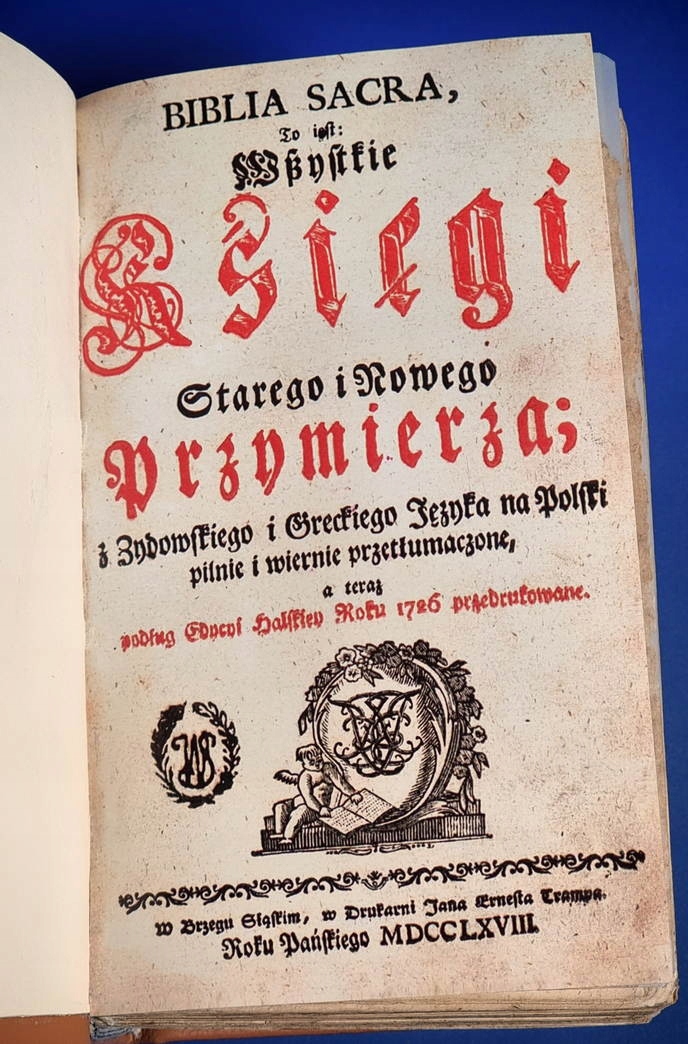 BIBLIA SACRA,
To iest:
Wszystkie
Księgi
Starego i Nowego
Przymierza;
z Zydowskiego i Greckiego Języka na Polski
pilnie i wiernie przetłumaczone,
a teraz
podług Edycyi Halskiey Roku 1726 przedrukowane.
w Brzegu Sląskim, w Drukarni Jana Ernesta Trampa.
Roku Pańskiego MDCCLXVIII.